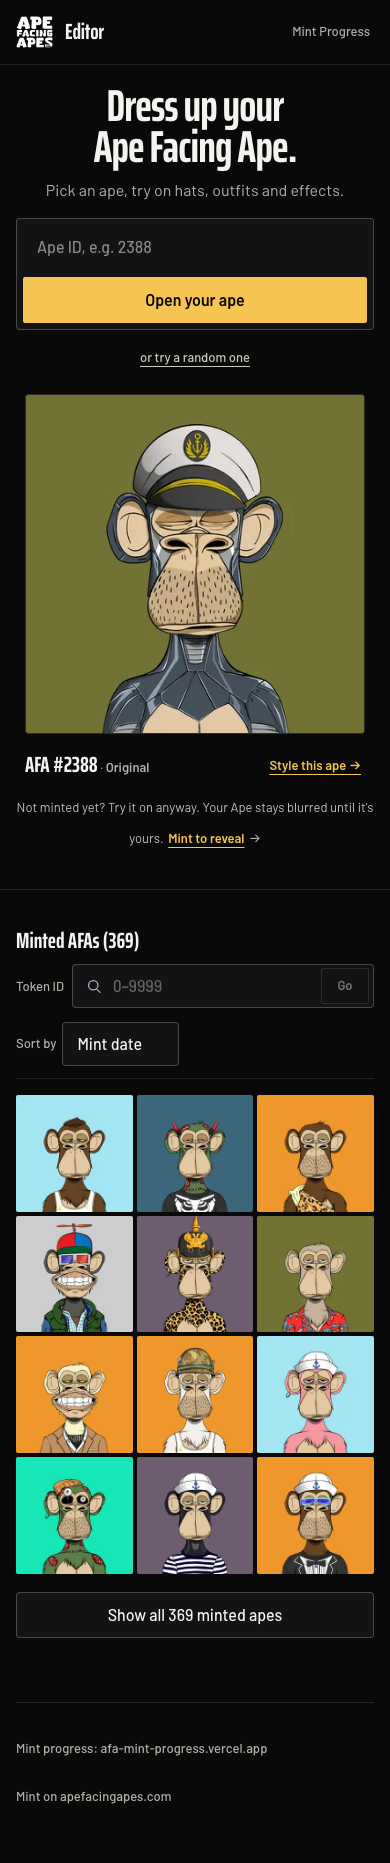 APE
FACING
APES
Editor
Mint Progress
Dress up your
Ape Facing Ape.
Pick an ape, try on hats, outfits and effects.
Ape ID, e.g. 2388
Open your ape
or try a random one
AFA #2388 · Original
Style this ape →
Not minted yet? Try it on anyway. Your Ape stays blurred until it's
yours. Mint to reveal →
Minted AFAs (369)
Token ID
0–9999
Go
Sort by
Mint date
Show all 369 minted apes
Mint progress: afa-mint-progress.vercel.app
Mint on apefacingapes.com